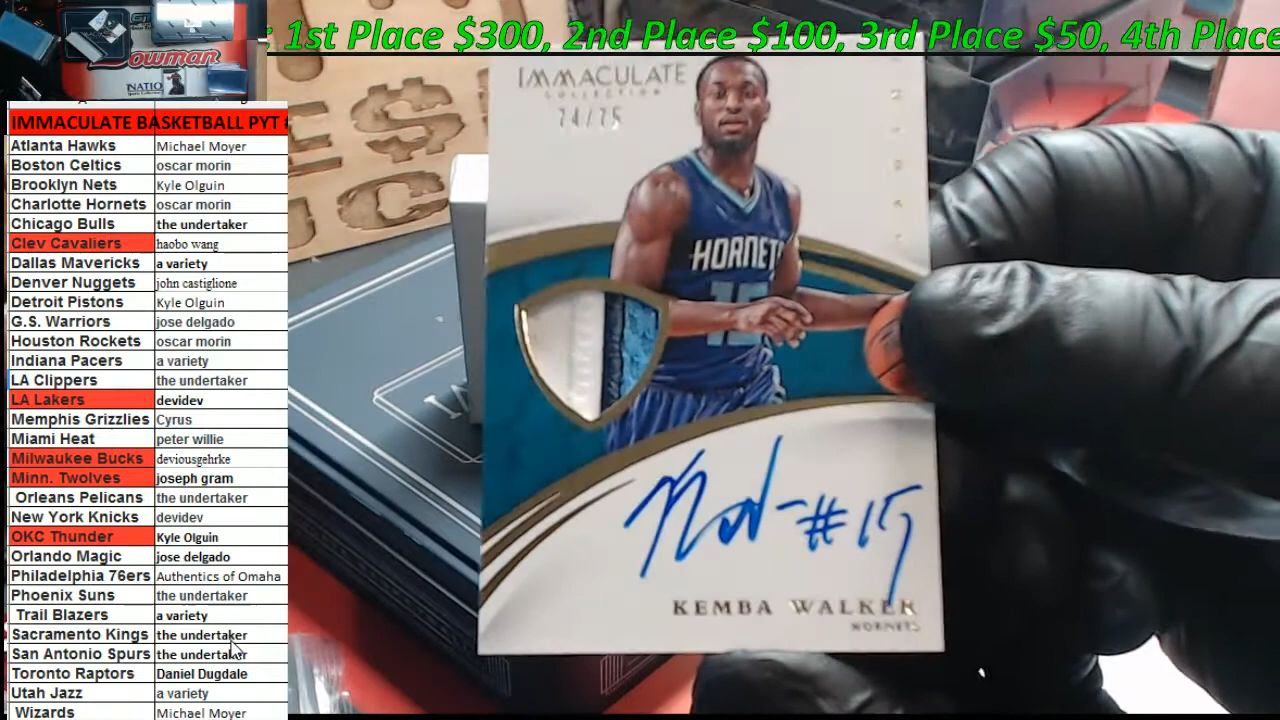 1st Place $300, 2nd Place $100, 3rd Place $50, 4th Place
Bowman
NATIO
IMMACULATE BASKETBALL PYT #
Atlanta Hawks Michael Moyer
Boston Celtics oscar morin
Brooklyn Nets Kyle Olguin
Charlotte Hornets oscar morin
Chicago Bulls the undertaker
Clev Cavaliers haobo wang
Dallas Mavericks a variety
Denver Nuggets john castiglione
Detroit Pistons Kyle Olguin
G.S. Warriors jose delgado
Houston Rockets oscar morin
Indiana Pacers a variety
LA Clippers the undertaker
LA Lakers devidev
Memphis Grizzlies Cyrus
Miami Heat peter willie
Milwaukee Bucks deviousgehrke
Minn. Twolves joseph gram
Orleans Pelicans the undertaker
New York Knicks devidev
OKC Thunder Kyle Olguin
Orlando Magic jose delgado
Philadelphia 76ers Authentics of Omaha
Phoenix Suns the undertaker
Trail Blazers a variety
Sacramento Kings the undertaker
San Antonio Spurs the undertaker
Toronto Raptors Daniel Dugdale
Utah Jazz a variety
Wizards Michael Moyer
IMMACULATE
COLLECTION
74/75
HORNETS
15
#15
KEMBA WALKER
HORNETS